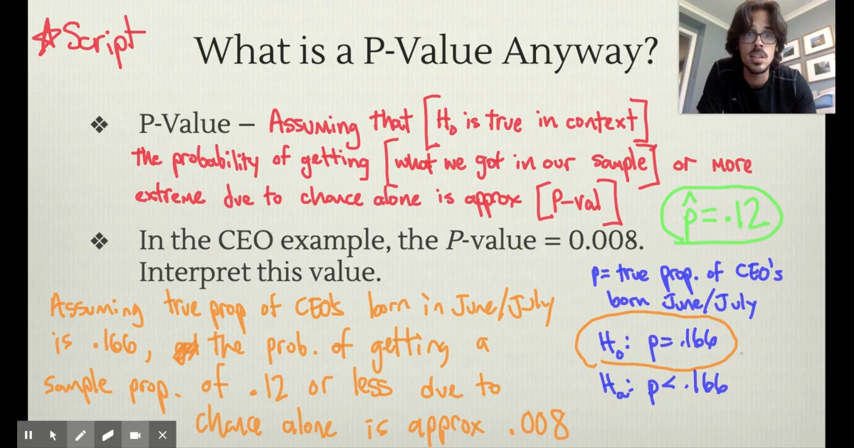 ☆Script
What is a P-Value Anyway?
❖ P-Value – Assuming that [H₀ is true in context]
the probability of getting [what we got in our sample] or more
extreme due to chance alone is approx [P-val]
p̂=.12
❖ In the CEO example, the P-value = 0.008.
Interpret this value.
p=true prop. of CEO's
born June/July
H₀: p=.166
Hₐ: p<.166
Assuming true prop of CEO's born in June/July
is .166, the prob. of getting a
sample prop. of .12 or less due to
chance alone is approx .008